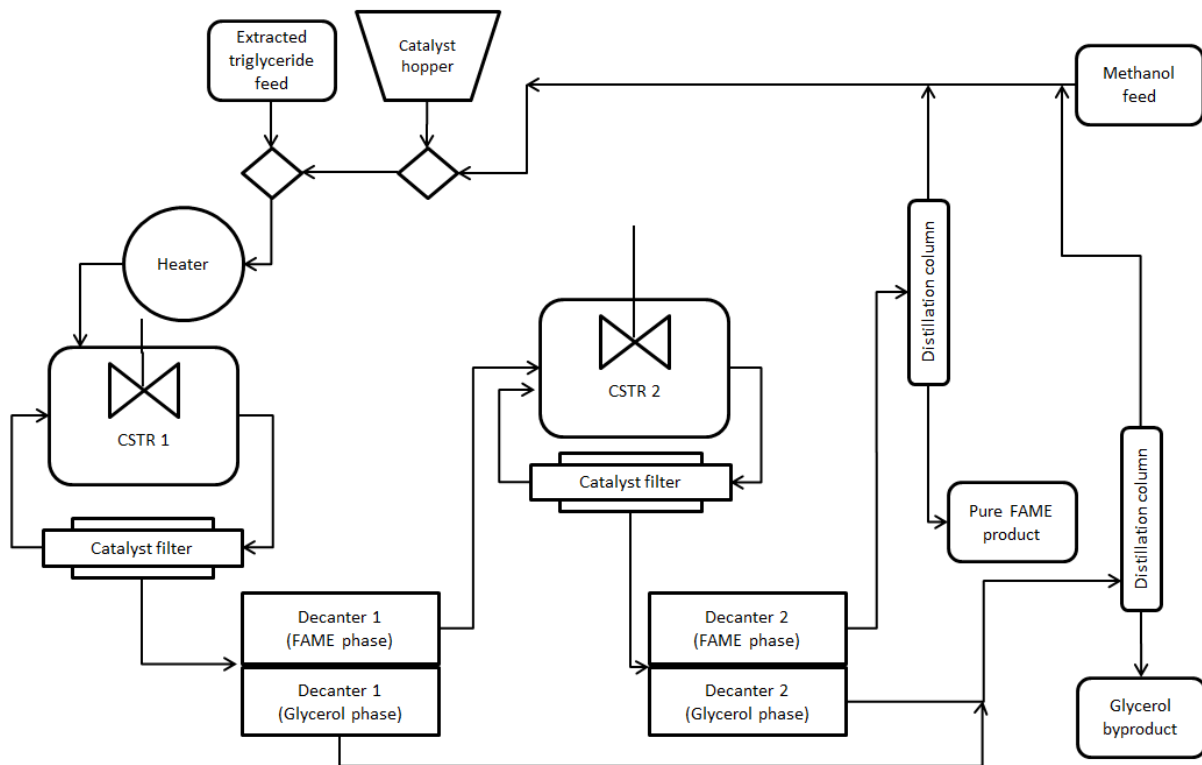 Extracted
triglyceride
feed
Catalyst
hopper
Methanol
feed
Heater
Distillation column
CSTR 1
CSTR 2
Catalyst filter
Catalyst filter
Distillation column
Pure FAME
product
Decanter 1
(FAME phase)
Decanter 1
(Glycerol phase)
Decanter 2
(FAME phase)
Decanter 2
(Glycerol phase)
Glycerol
byproduct